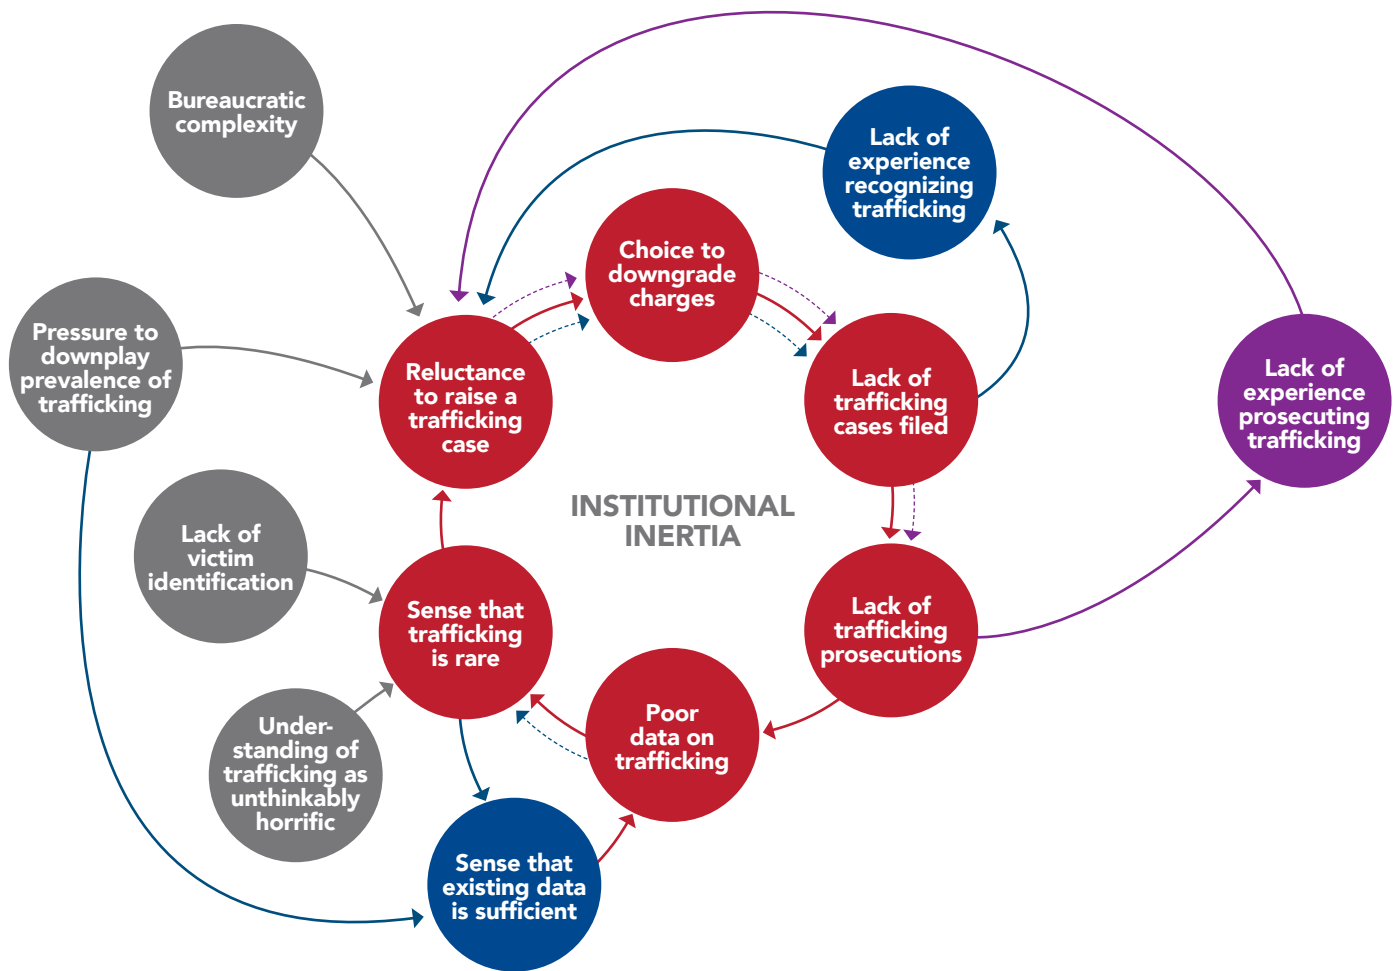 Bureaucratic
complexity
Lack of
experience
recognizing
trafficking
Choice to
downgrade
charges
Pressure to
downplay
prevalence of
trafficking
Reluctance
to raise a
trafficking
case
Lack of
trafficking
cases filed
Lack of
experience
prosecuting
trafficking
INSTITUTIONAL
INERTIA
Lack of
victim
identification
Sense that
trafficking
is rare
Lack of
trafficking
prosecutions
Under-
standing of
trafficking as
unthinkably
horrific
Poor
data on
trafficking
Sense that
existing data
is sufficient